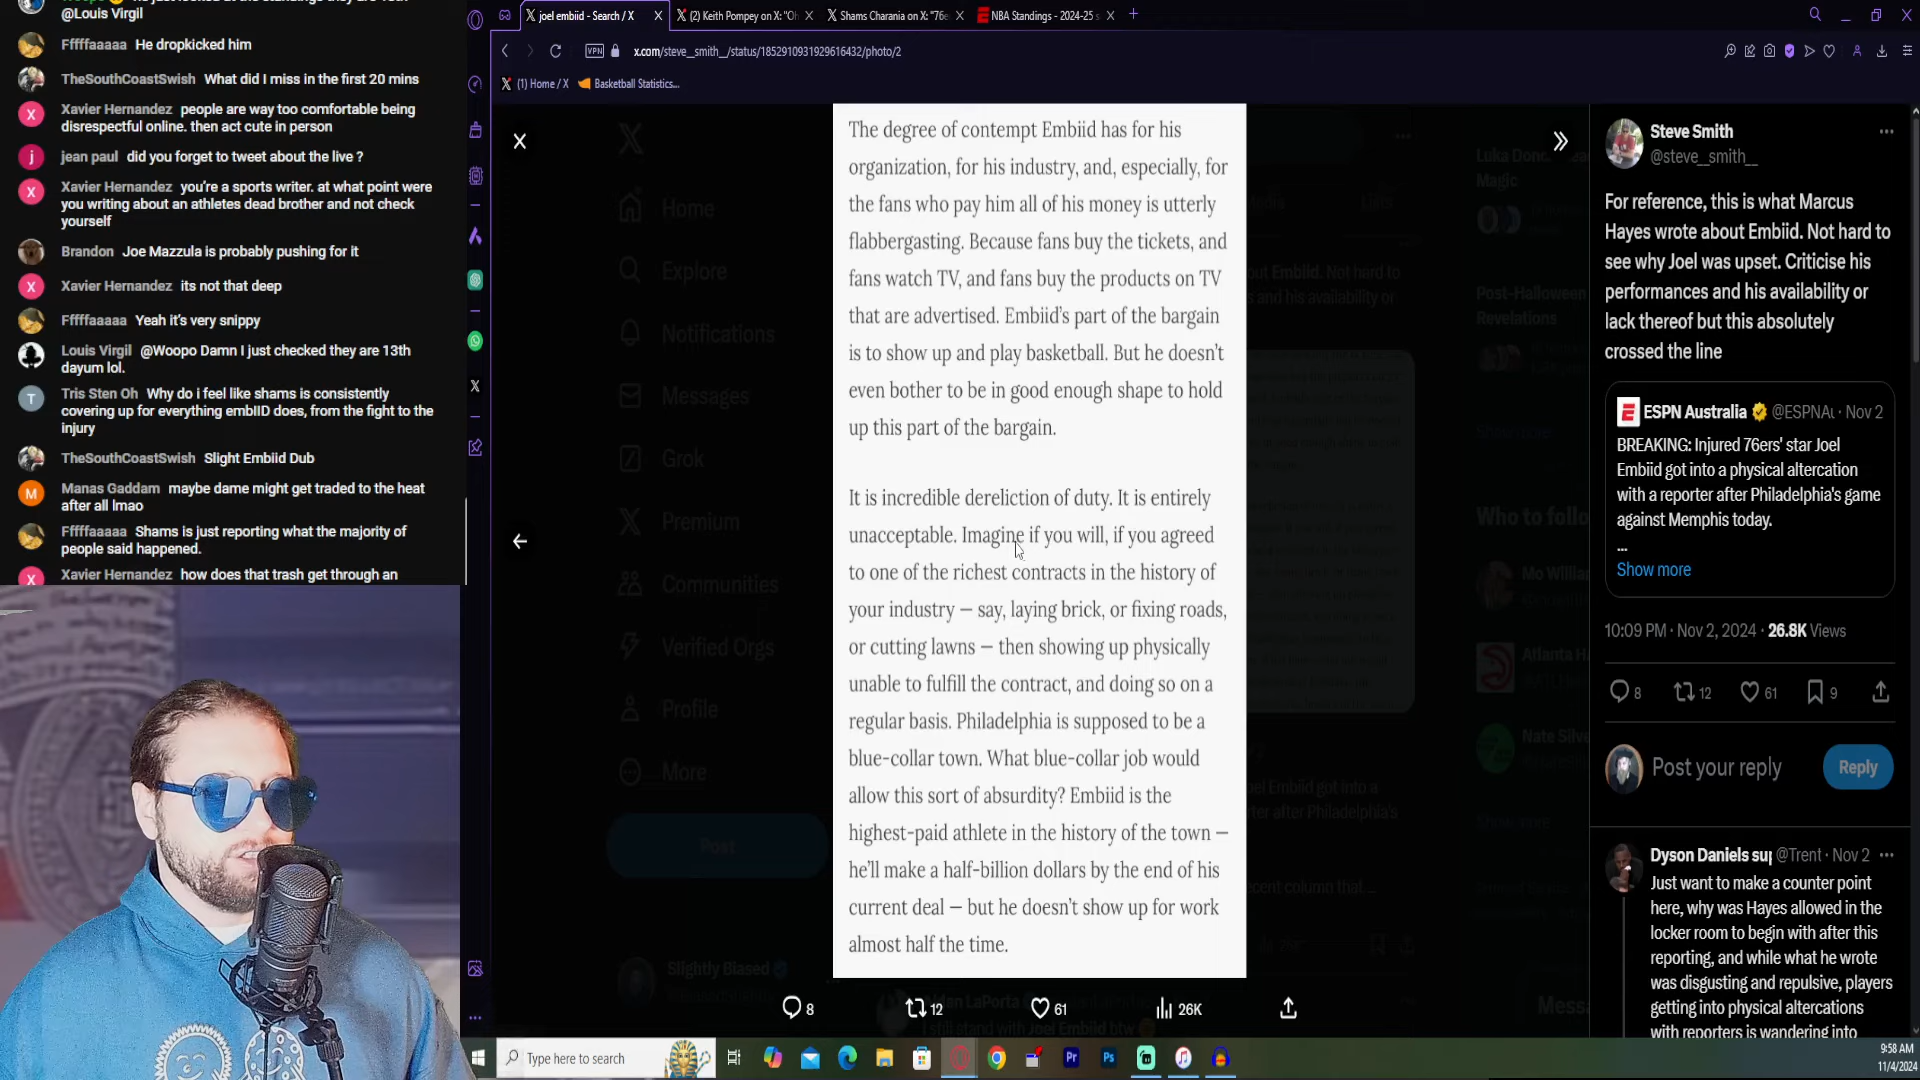 @Louis Virgil
Fffffaaaaa He dropkicked him
TheSouthCoastSwish What did I miss in the first 20 mins
Xavier Hernandez people are way too comfortable being
disrespectful online. then act cute in person
jean paul did you forget to tweet about the live ?
Xavier Hernandez you're a sports writer. at what point were
you writing about an athletes dead brother and not check
yourself
Brandon Joe Mazzula is probably pushing for it
Xavier Hernandez its not that deep
Fffffaaaaa Yeah it's very snippy
Louis Virgil @Woopo Damn I just checked they are 13th
dayum lol.
Tris Sten Oh Why do i feel like shams is consistently
covering up for everything embIID does, from the fight to the
injury
TheSouthCoastSwish Slight Embiid Dub
Manas Gaddam maybe dame might get traded to the heat
after all lmao
Fffffaaaaa Shams is just reporting what the majority of
people said happened.
Xavier Hernandez how does that trash get through an
joel embiid - Search / X
(2) Keith Pompey on X: "Oh
Shams Charania on X: "76e
NBA Standings - 2024-25 s
VPN
x.com/steve__smith__/status/1852910931929616432/photo/2
(1) Home / X
Basketball Statistics...
Home
Explore
Notifications
Messages
Grok
Premium
Communities
Verified Orgs
Profile
More
Post
Slightly Biased
The degree of contempt Embiid has for his
organization, for his industry, and, especially, for
the fans who pay him all of his money is utterly
flabbergasting. Because fans buy the tickets, and
fans watch TV, and fans buy the products on TV
that are advertised. Embiid's part of the bargain
is to show up and play basketball. But he doesn't
even bother to be in good enough shape to hold
up this part of the bargain.
It is incredible dereliction of duty. It is entirely
unacceptable. Imagine if you will, if you agreed
to one of the richest contracts in the history of
your industry — say, laying brick, or fixing roads,
or cutting lawns — then showing up physically
unable to fulfill the contract, and doing so on a
regular basis. Philadelphia is supposed to be a
blue-collar town. What blue-collar job would
allow this sort of absurdity? Embiid is the
highest-paid athlete in the history of the town —
he'll make a half-billion dollars by the end of his
current deal — but he doesn't show up for work
almost half the time.
8
12
61
26K
Steve Smith
@steve__smith__
For reference, this is what Marcus
Hayes wrote about Embiid. Not hard to
see why Joel was upset. Criticise his
performances and his availability or
lack thereof but this absolutely
crossed the line
ESPN Australia @ESPNAu · Nov 2
BREAKING: Injured 76ers' star Joel
Embiid got into a physical altercation
with a reporter after Philadelphia's game
against Memphis today.
...
Show more
10:09 PM · Nov 2, 2024 · 26.8K Views
8
12
61
9
Post your reply
Reply
Dyson Daniels su @Trent · Nov 2
Just want to make a counter point
here, why was Hayes allowed in the
locker room to begin with after this
reporting, and while what he wrote
was disgusting and repulsive, players
getting into physical altercations
with reporters is wandering into
Type here to search
9:58 AM
11/4/2024